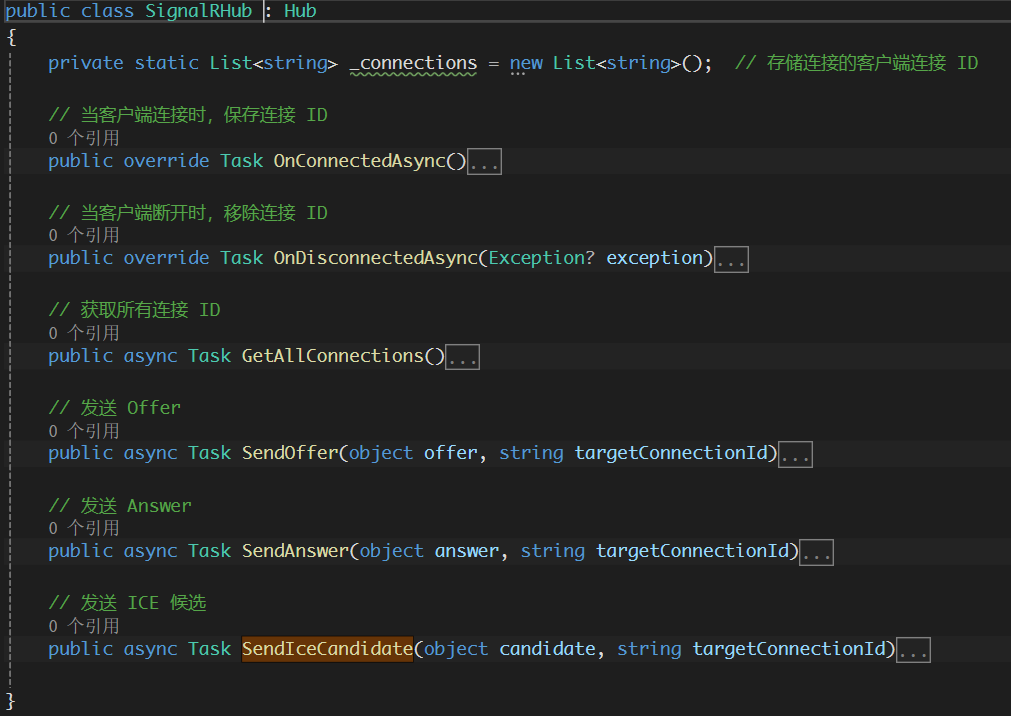 public class SignalRHub : Hub
{
private static List<string> _connections = new List<string>(); // 存储连接的客户端连接 ID
// 当客户端连接时，保存连接 ID
0 个引用
public override Task OnConnectedAsync()...
// 当客户端断开时，移除连接 ID
0 个引用
public override Task OnDisconnectedAsync(Exception? exception)...
// 获取所有连接 ID
0 个引用
public async Task GetAllConnections()...
// 发送 Offer
0 个引用
public async Task SendOffer(object offer, string targetConnectionId)...
// 发送 Answer
0 个引用
public async Task SendAnswer(object answer, string targetConnectionId)...
// 发送 ICE 候选
0 个引用
public async Task SendIceCandidate(object candidate, string targetConnectionId)...
}